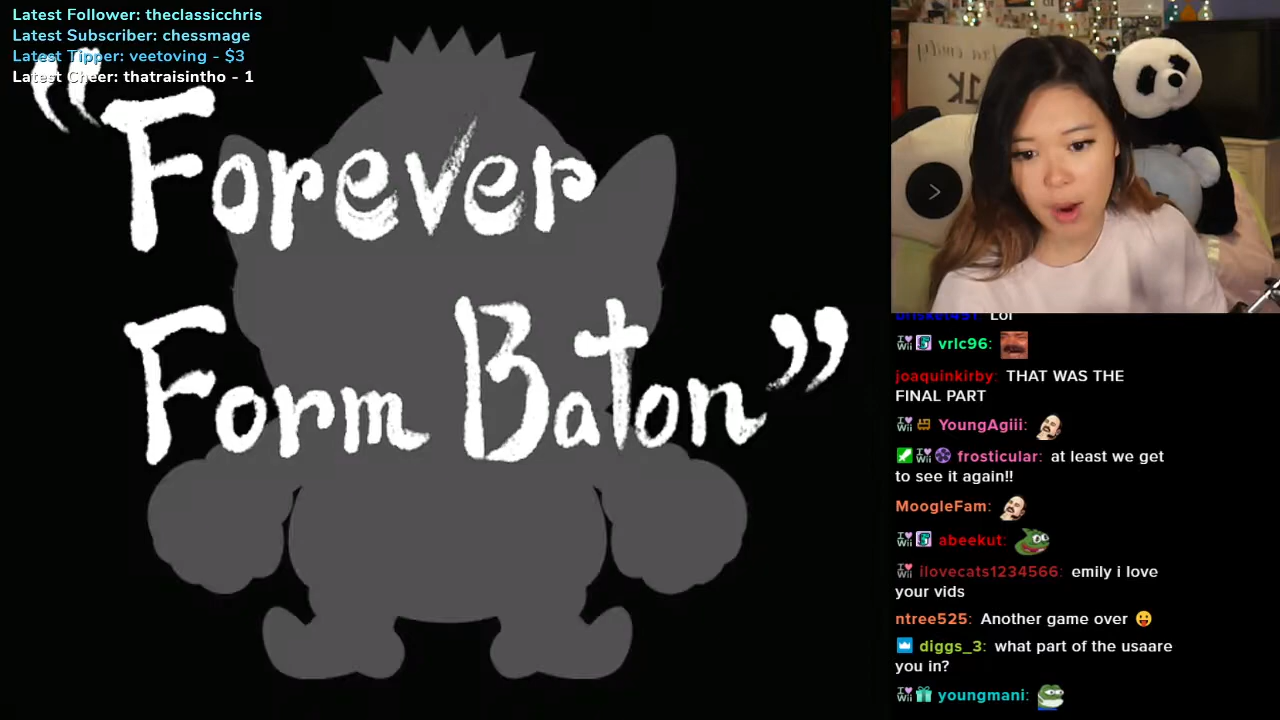 Latest Follower: theclassicchris
Latest Subscriber: chessmage
Latest Tipper: veetoving - $3
Latest Cheer: thatraisintho - 1
“Forever
Form Baton”
1K
Lol
vrlc96:
joaquinkirby: THAT WAS THE
FINAL PART
YoungAgiii:
frosticular: at least we get
to see it again!!
MoogleFam:
abeekut:
ilovecats1234566: emily i love
your vids
ntree525: Another game over 😛
diggs_3: what part of the usaare
you in?
youngmani: